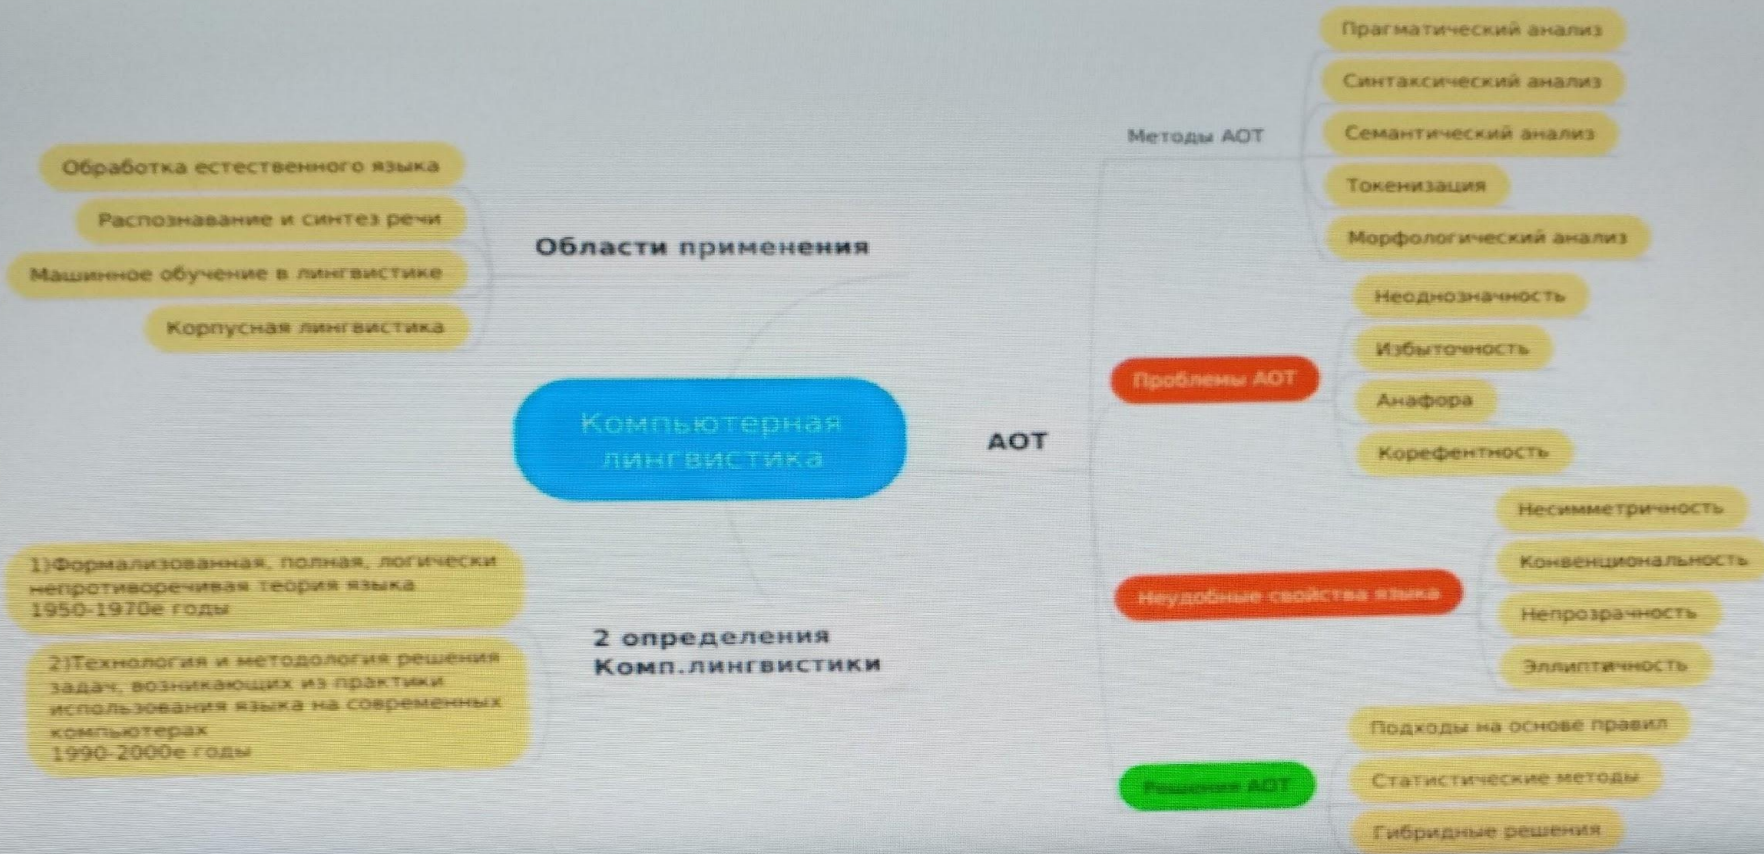 Обработка естественного языка
Распознавание и синтез речи
Машинное обучение в лингвистике
Корпусная лингвистика
Области применения
Компьютерная
лингвистика
1)Формализованная, полная, логически
непротиворечивая теория языка
1950-1970е годы
2)Технология и методология решения
задач, возникающих из практики
использования языка на современных
компьютерах
1990-2000е годы
2 определения
Комп.лингвистики
АОТ
Методы АОТ
Прагматический анализ
Синтаксический анализ
Семантический анализ
Токенизация
Морфологический анализ
Проблемы АОТ
Неоднозначность
Избыточность
Анафора
Корефентность
Неудобные свойства языка
Несимметричность
Конвенциональность
Непрозрачность
Эллиптичность
Решения АОТ
Подходы на основе правил
Статистические методы
Гибридные решения